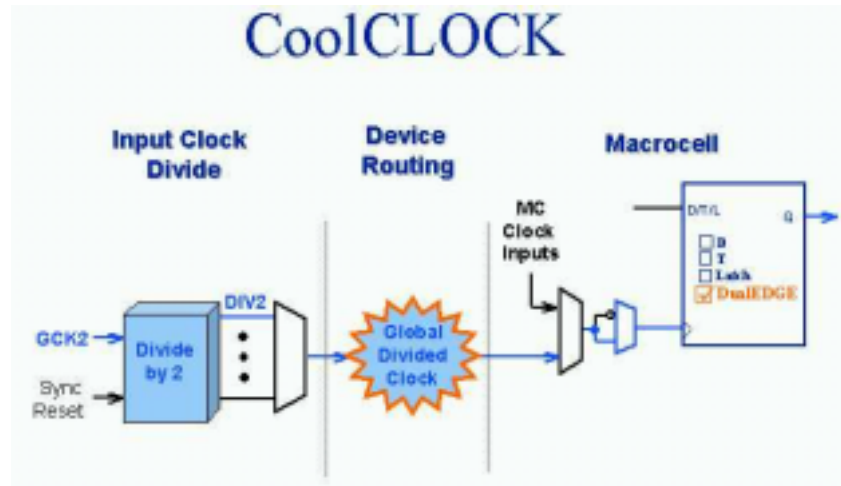 CoolCLOCK
Input Clock
Divide
Device
Routing
Macrocell
MC
Clock
Inputs
D/T/L
Q
D
T
Latch
DualEDGE
DIV2
GCK2
Divide
by 2
Sync
Reset
Global
Divided
Clock